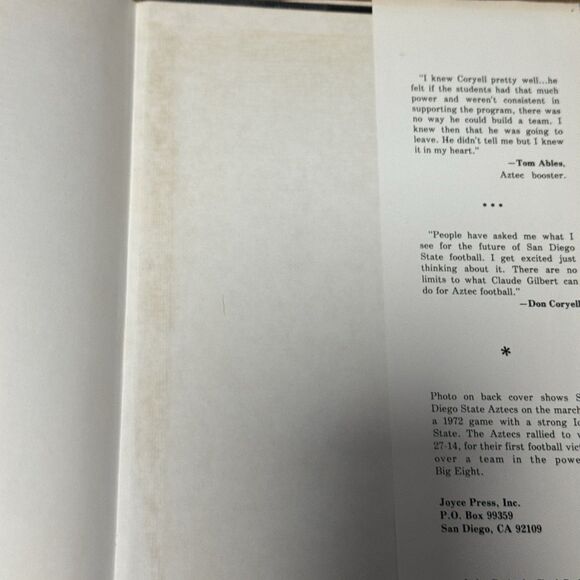 "I knew Coryell pretty well...he
felt if the students had that much
power and weren't consistent in
supporting the program, there was
no way he could build a team. I
knew then that he was going to
leave. He didn't tell me but I knew
it in my heart."
—Tom Ables,
Aztec booster.
***
"People have asked me what I
see for the future of San Diego
State football. I get excited just
thinking about it. There are no
limits to what Claude Gilbert can
do for Aztec football."
—Don Coryell
*
Photo on back cover shows S
Diego State Aztecs on the march
a 1972 game with a strong Io
State. The Aztecs rallied to
27-14, for their first football vict
over a team in the powe
Big Eight.
Joyce Press, Inc.
P.O. Box 99359
San Diego, CA 92109